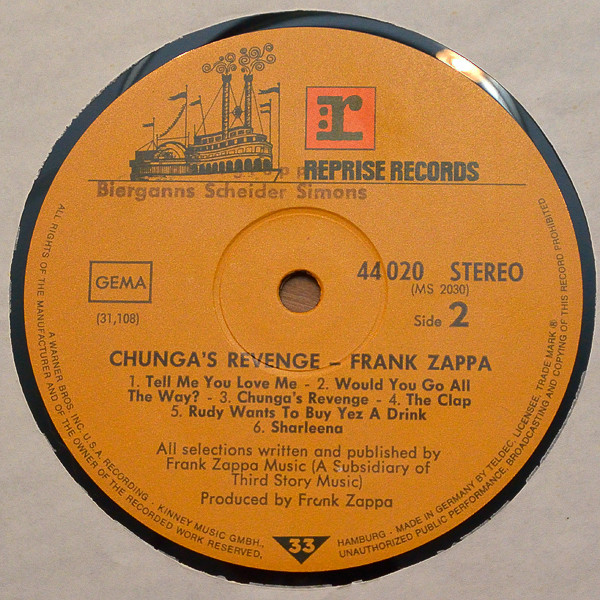 r:
REPRISE RECORDS
Bierganns Scheider Simons
GEMA
(31,108)
44 020 STEREO
(MS 2030)
Side 2
CHUNGA'S REVENGE – FRANK ZAPPA
1. Tell Me You Love Me - 2. Would You Go All
The Way? - 3. Chunga's Revenge - 4. The Clap
5. Rudy Wants To Buy Yez A Drink
6. Sharleena
All selections written and published by
Frank Zappa Music (A Subsidiary of
Third Story Music)
Produced by Frank Zappa
33
ALL RIGHTS OF THE MANUFACTURER AND OF THE OWNER OF THE RECORDED WORK RESERVED,
UNAUTHORIZED PUBLIC PERFORMANCE, BROADCASTING AND COPYING OF THIS RECORD PROHIBITED
A WARNER BROS. INC. U.S.A. RECORDING - KINNEY MUSIC GMBH.,
HAMBURG - MADE IN GERMANY BY TELDEC, LICENSEE, TRADE MARK ®